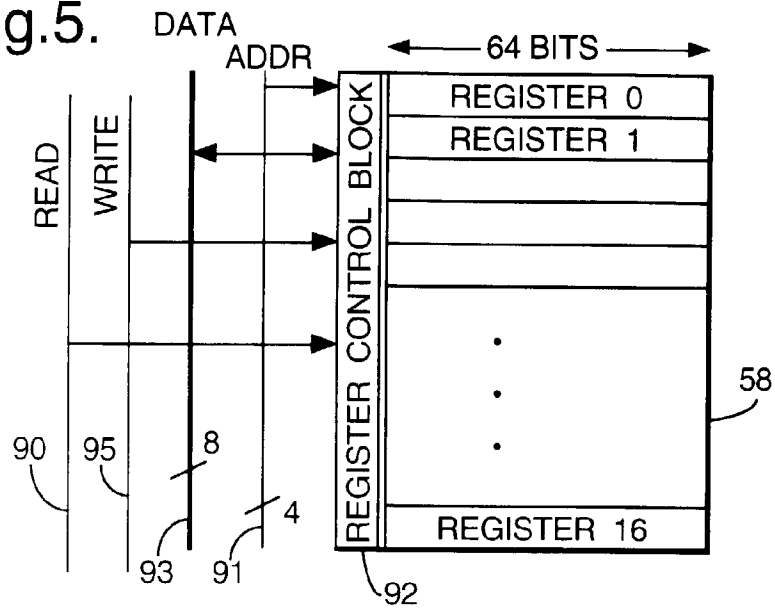 g.5.
DATA
ADDR
64 BITS
READ
WRITE
REGISTER CONTROL BLOCK
REGISTER 0
REGISTER 1
58
90
95
8
4
93
91
92
REGISTER 16